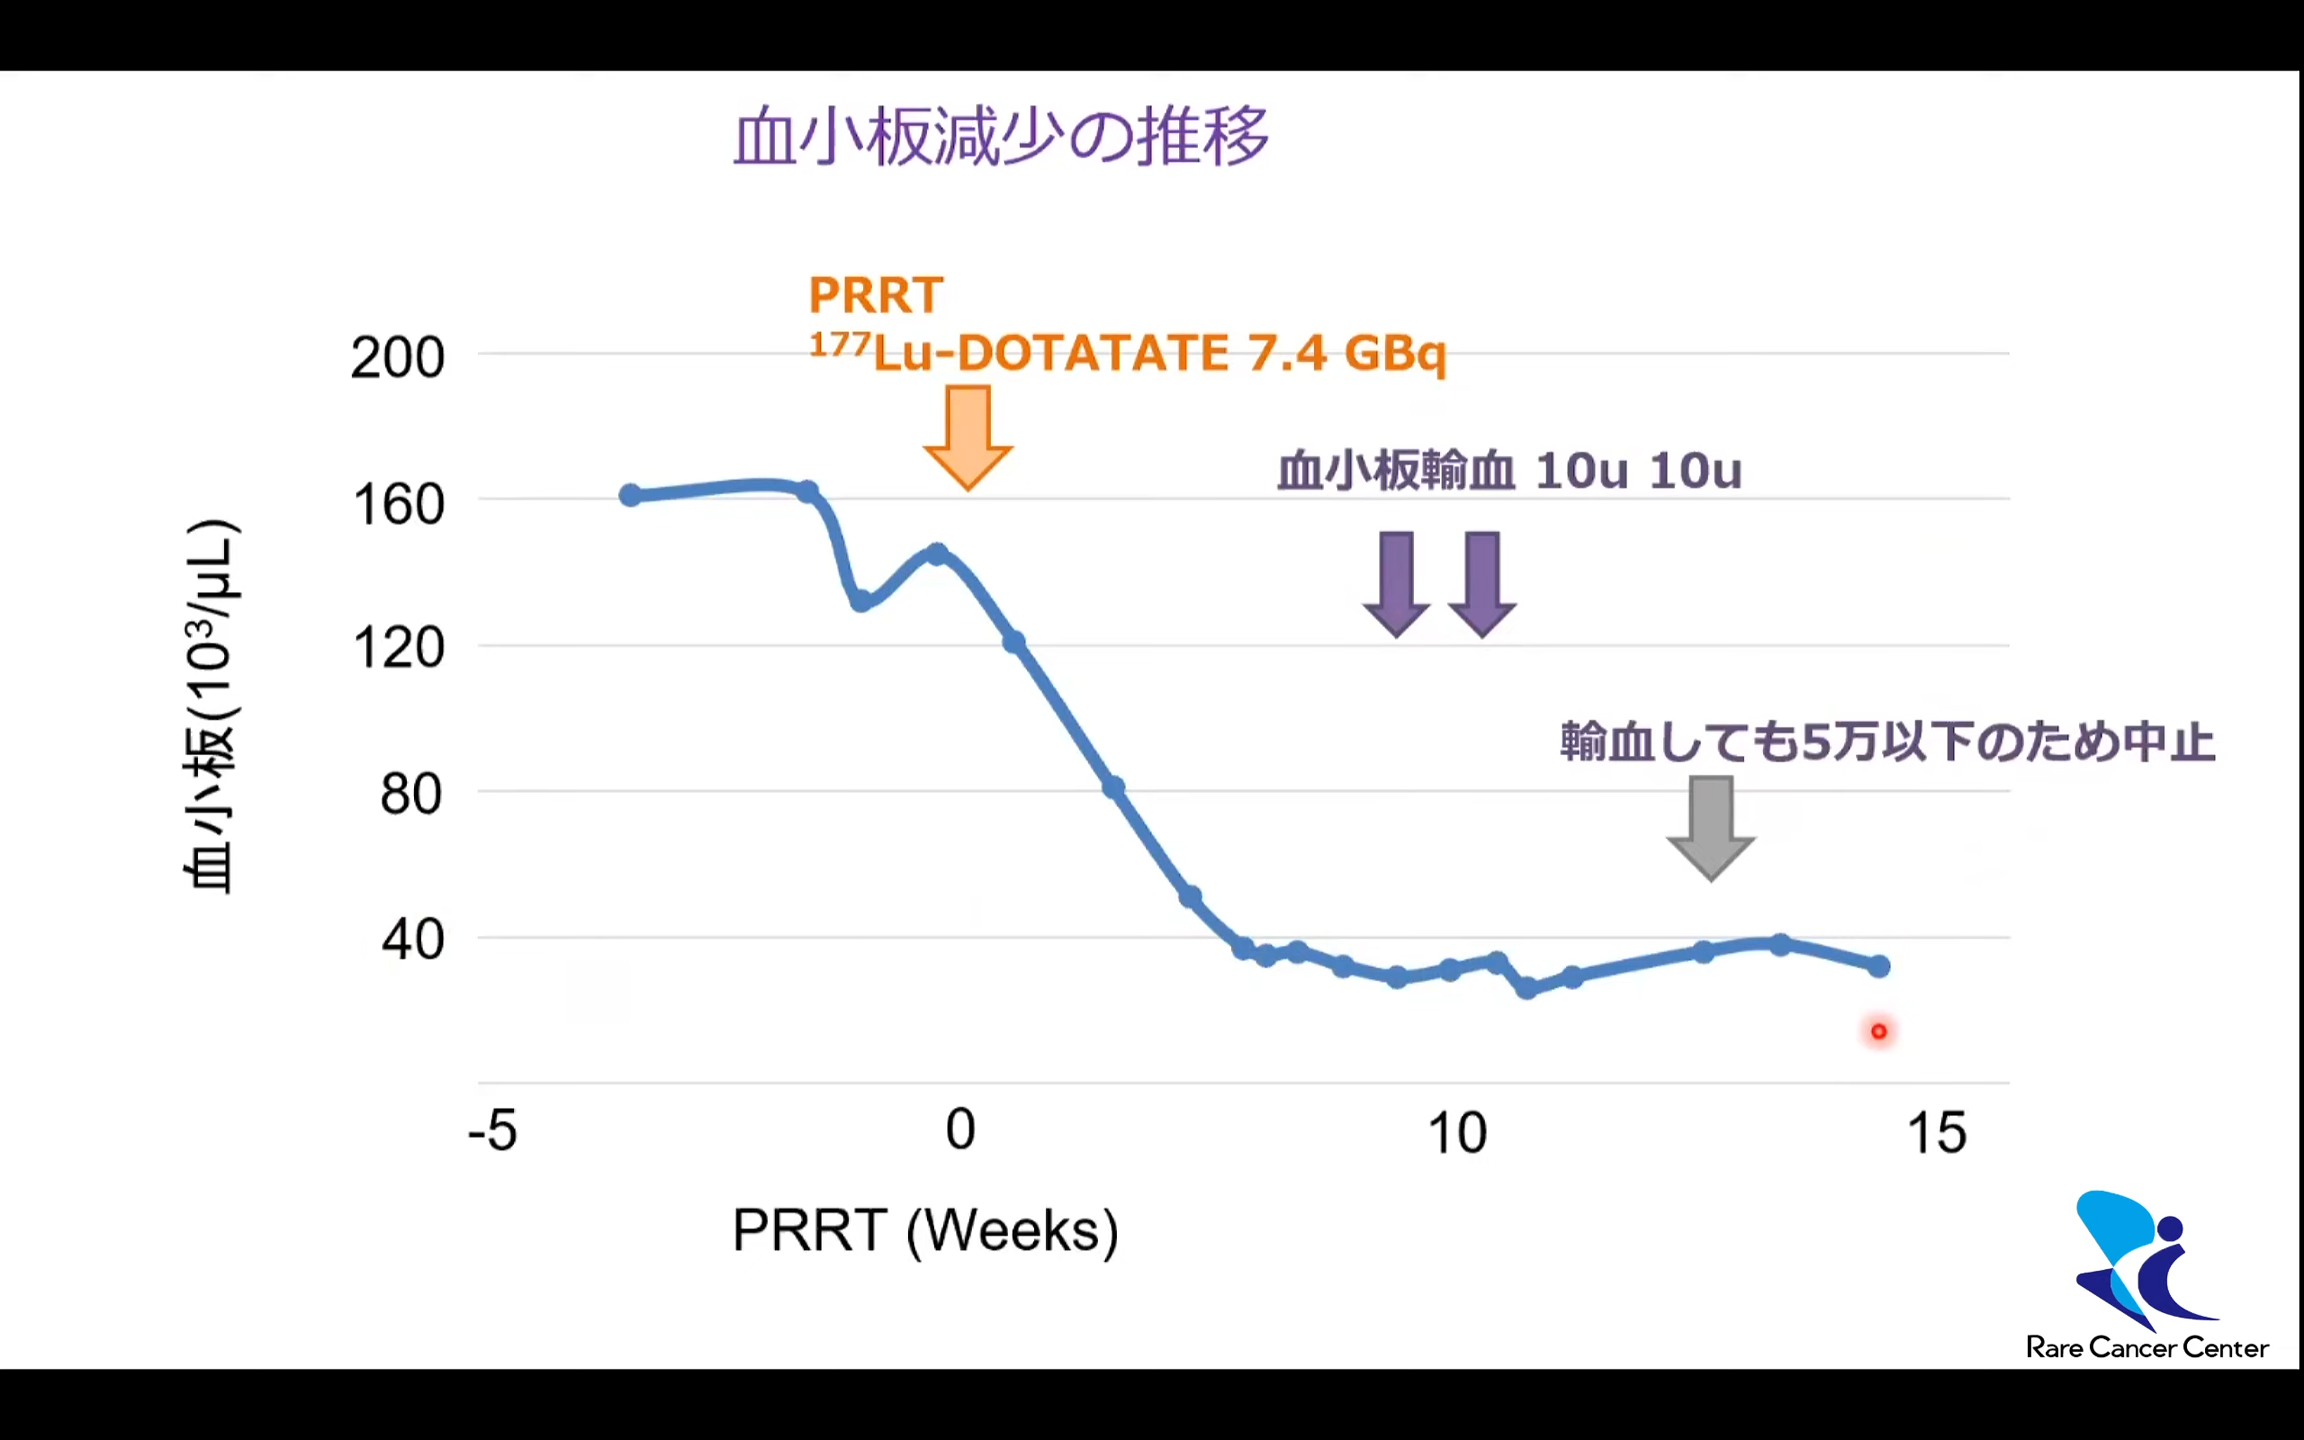 血小板減少の推移
PRRT
¹⁷⁷Lu-DOTATATE 7.4 GBq
血小板輸血 10u 10u
輸血しても5万以下のため中止
血小板(10³/μL)
200
160
120
80
40
-5 0 10 15
PRRT (Weeks)
Rare Cancer Center